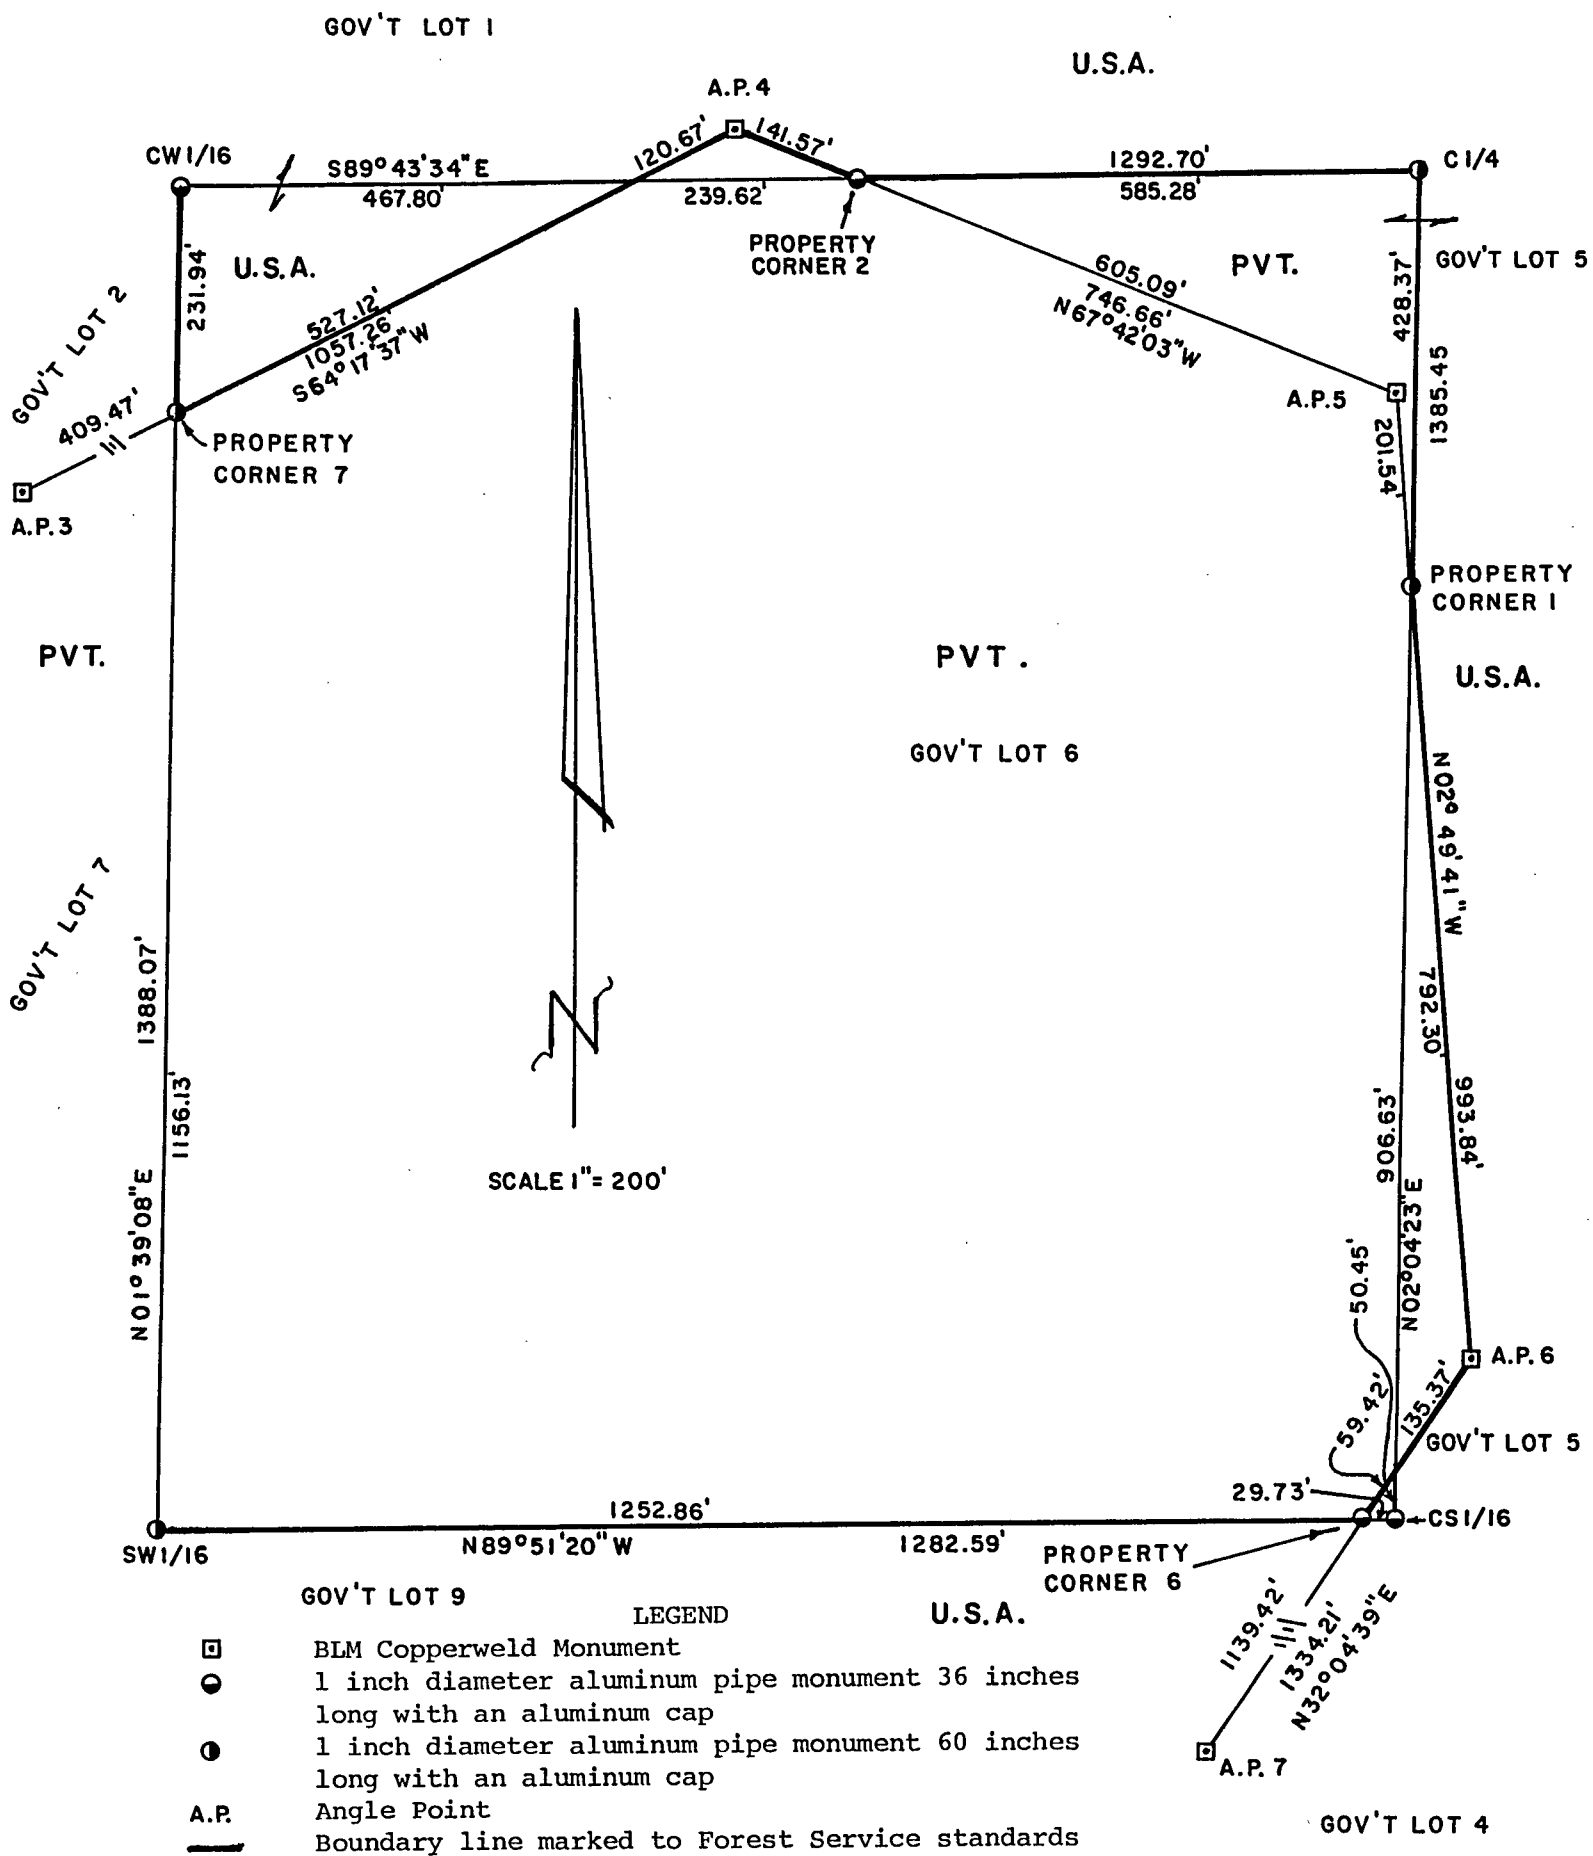 GOV'T LOT 1
U.S.A.
A.P.4
120.67'
141.57'
CW1/16
S89°43'34"E
467.80'
239.62'
1292.70'
585.28'
C1/4
PROPERTY
CORNER 2
U.S.A.
231.94'
GOV'T LOT 2
527.12'
1057.26'
S64°17'37"W
605.09'
746.66'
N67°42'03"W
PVT.
428.37'
GOV'T LOT 5
1385.45
A.P.5
201.54'
409.47'
PROPERTY
CORNER 7
A.P.3
PROPERTY
CORNER 1
PVT.
PVT.
U.S.A.
GOV'T LOT 6
N02°49'41"W
GOV'T LOT 7
1388.07'
1156.13'
N01°39'08"E
N
792.30'
993.84'
906.63'
N02°04'23"E
SCALE 1"=200'
50.45'
59.42'
A.P.6
135.37'
GOV'T LOT 5
29.73'
CS1/16
1252.86'
SW1/16
N89°51'20"W
1282.59'
PROPERTY
CORNER 6
GOV'T LOT 9
U.S.A.
1139.42'
1334.21'
N32°04'39"E
A.P.7
GOV'T LOT 4
LEGEND
BLM Copperweld Monument
1 inch diameter aluminum pipe monument 36 inches
long with an aluminum cap
1 inch diameter aluminum pipe monument 60 inches
long with an aluminum cap
A.P. Angle Point
Boundary line marked to Forest Service standards